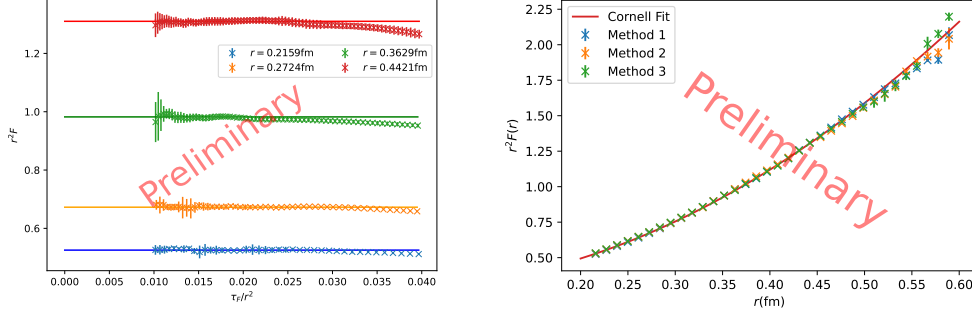 r²F
1.2
1.0
0.8
0.6
0.000
0.005
0.010
0.015
0.020
0.025
0.030
0.035
0.040
τ_F/r²
r = 0.2159fm
r = 0.2724fm
r = 0.3629fm
r = 0.4421fm
Preliminary
r²F(r)
2.25
2.00
1.75
1.50
1.25
1.00
0.75
0.50
0.20
0.25
0.30
0.35
0.40
0.45
0.50
0.55
0.60
r(fm)
Cornell Fit
Method 1
Method 2
Method 3
Preliminary